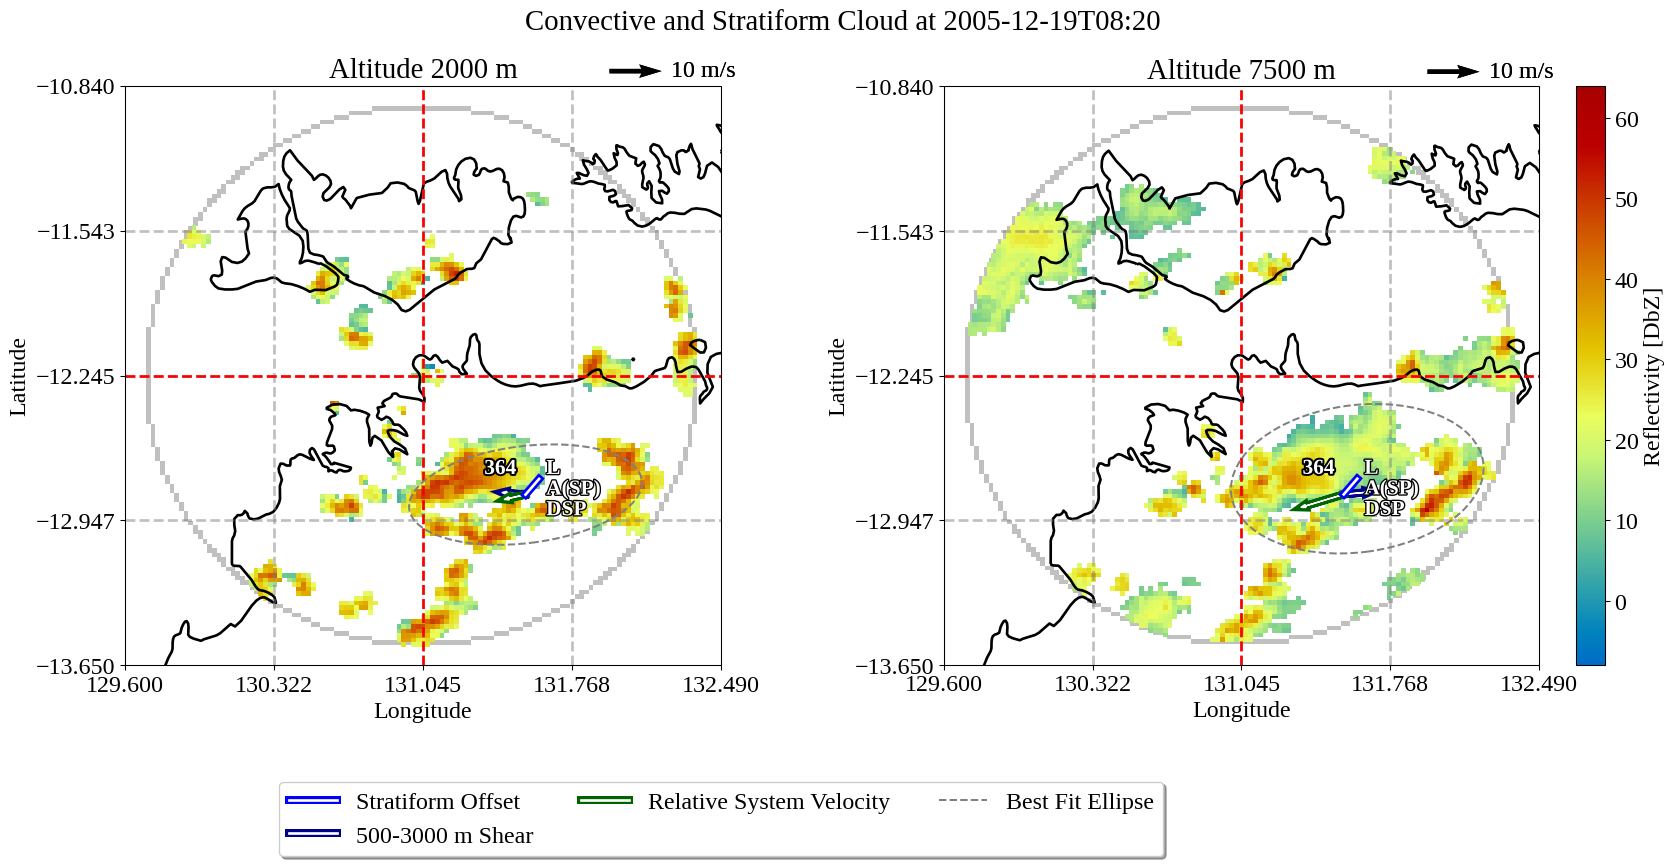 Convective and Stratiform Cloud at 2005-12-19T08:20
Altitude 2000 m
10 m/s
−10.840
−11.543
−12.245
−12.947
−13.650
129.600
130.322
131.045
131.768
132.490
Latitude
Longitude
364
L
A(SP)
DSP
Altitude 7500 m
10 m/s
−10.840
−11.543
−12.245
−12.947
−13.650
129.600
130.322
131.045
131.768
132.490
Latitude
Longitude
364
L
A(SP)
DSP
60
50
40
30
20
10
0
Reflectivity [DbZ]
Stratiform Offset
Relative System Velocity
Best Fit Ellipse
500-3000 m Shear